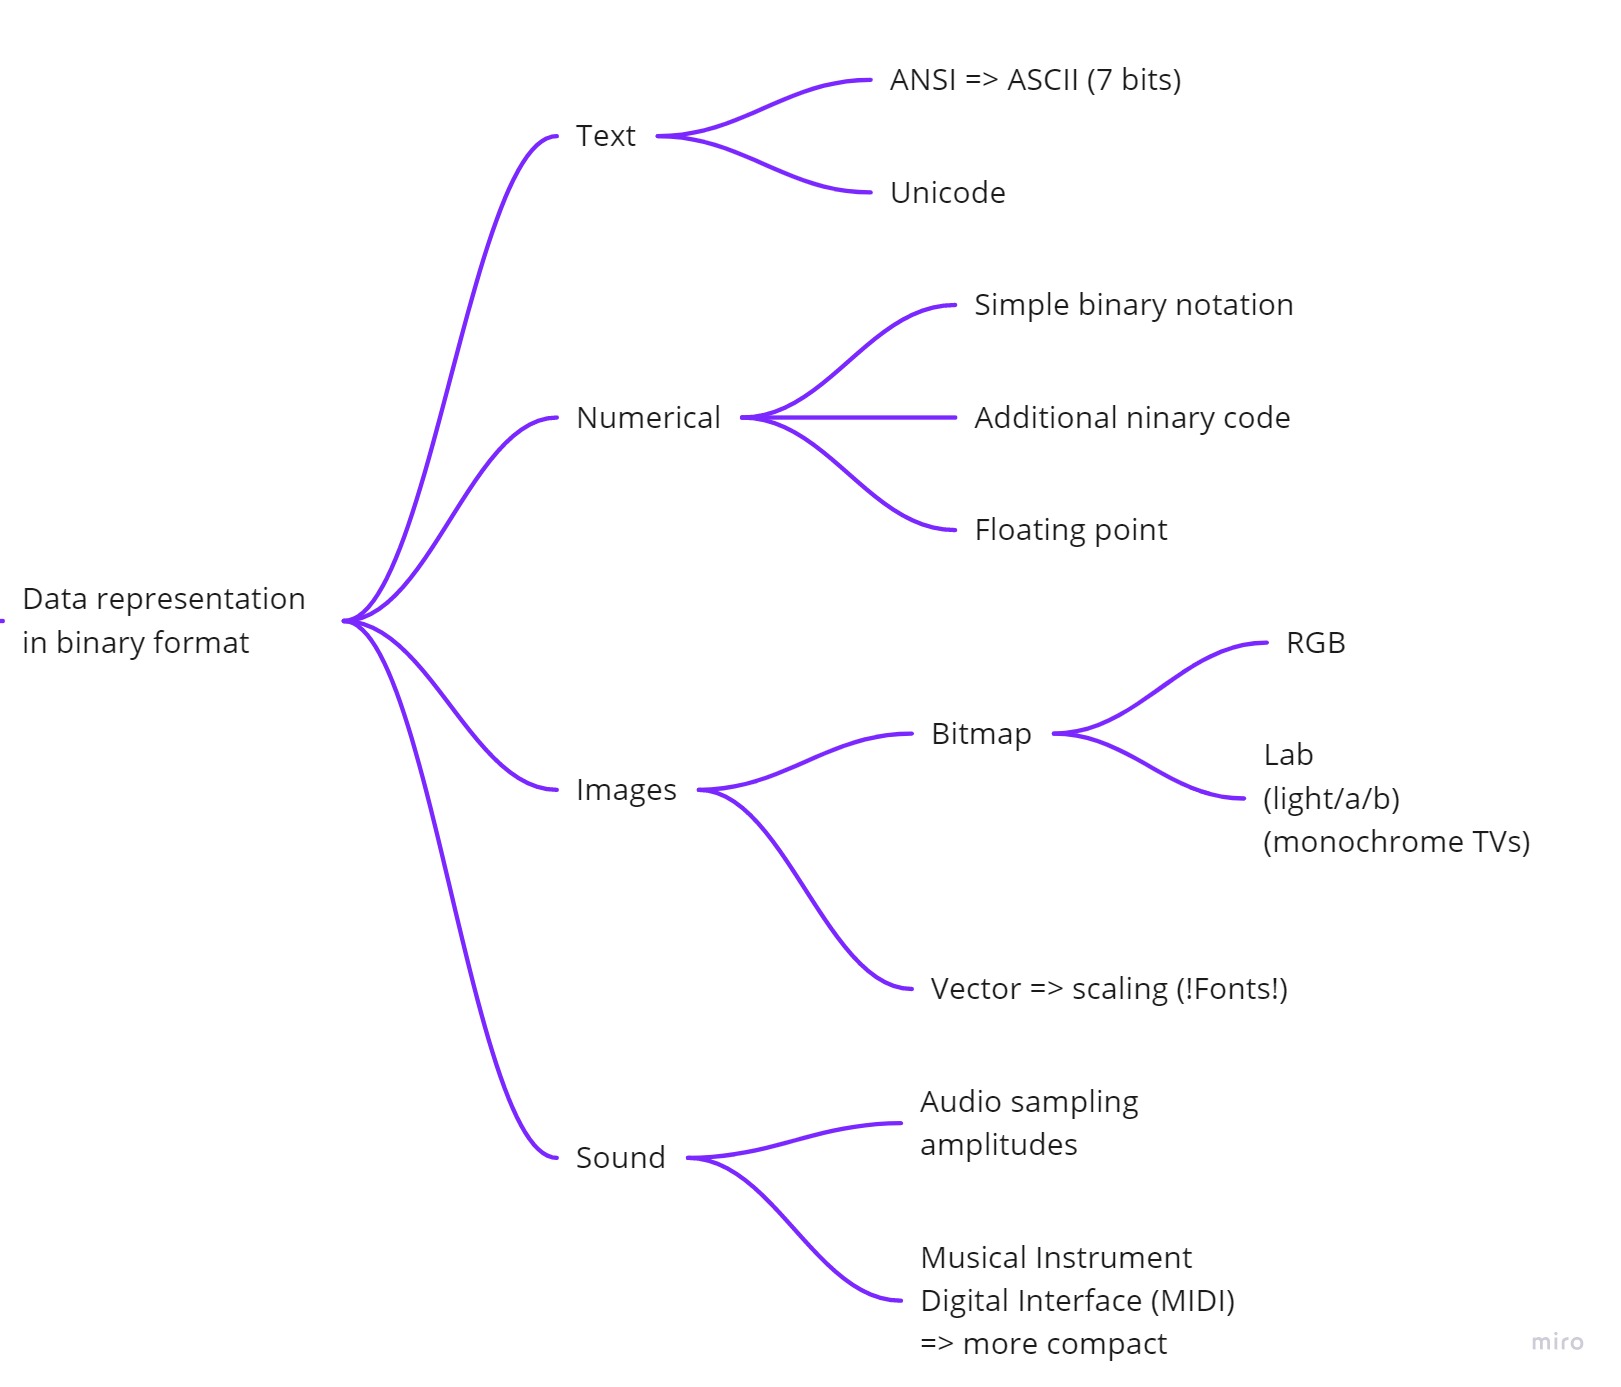 ANSI => ASCII (7 bits)
Text
Unicode
Simple binary notation
Numerical
Additional ninary code
Floating point
Data representation
in binary format
RGB
Bitmap
Lab
(light/a/b)
(monochrome TVs)
Images
Vector => scaling (!Fonts!)
Audio sampling
amplitudes
Sound
Musical Instrument
Digital Interface (MIDI)
=> more compact
miro